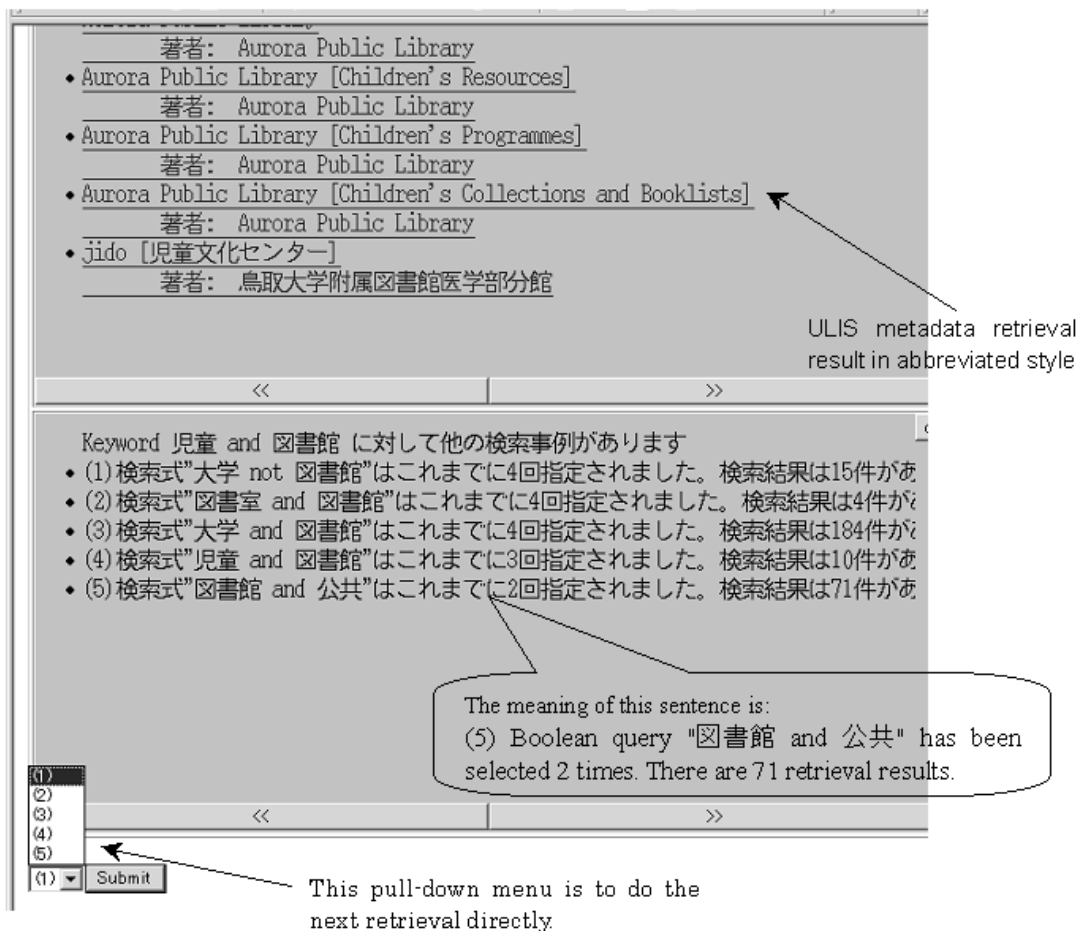 著者: Aurora Public Library
• Aurora Public Library [Children's Resources]
著者: Aurora Public Library
• Aurora Public Library [Children's Programmes]
著者: Aurora Public Library
• Aurora Public Library [Children's Collections and Booklists]
著者: Aurora Public Library
• jido [児童文化センター]
著者: 鳥取大学附属図書館医学部分館
ULIS metadata retrieval
result in abbreviated style
<< >>
Keyword 児童 and 図書館 に対して他の検索事例があります
• (1)検索式"大学 not 図書館"はこれまでに4回指定されました。検索結果は15件があ
• (2)検索式"図書室 and 図書館"はこれまでに4回指定されました。検索結果は4件が
• (3)検索式"大学 and 図書館"はこれまでに4回指定されました。検索結果は184件が
• (4)検索式"児童 and 図書館"はこれまでに3回指定されました。検索結果は10件があ
• (5)検索式"図書館 and 公共"はこれまでに2回指定されました。検索結果は71件があ
The meaning of this sentence is:
(5) Boolean query "図書館 and 公共" has been
selected 2 times. There are 71 retrieval results.
<< >>
(1)
(2)
(3)
(4)
(5)
(1) Submit
This pull-down menu is to do the
next retrieval directly.